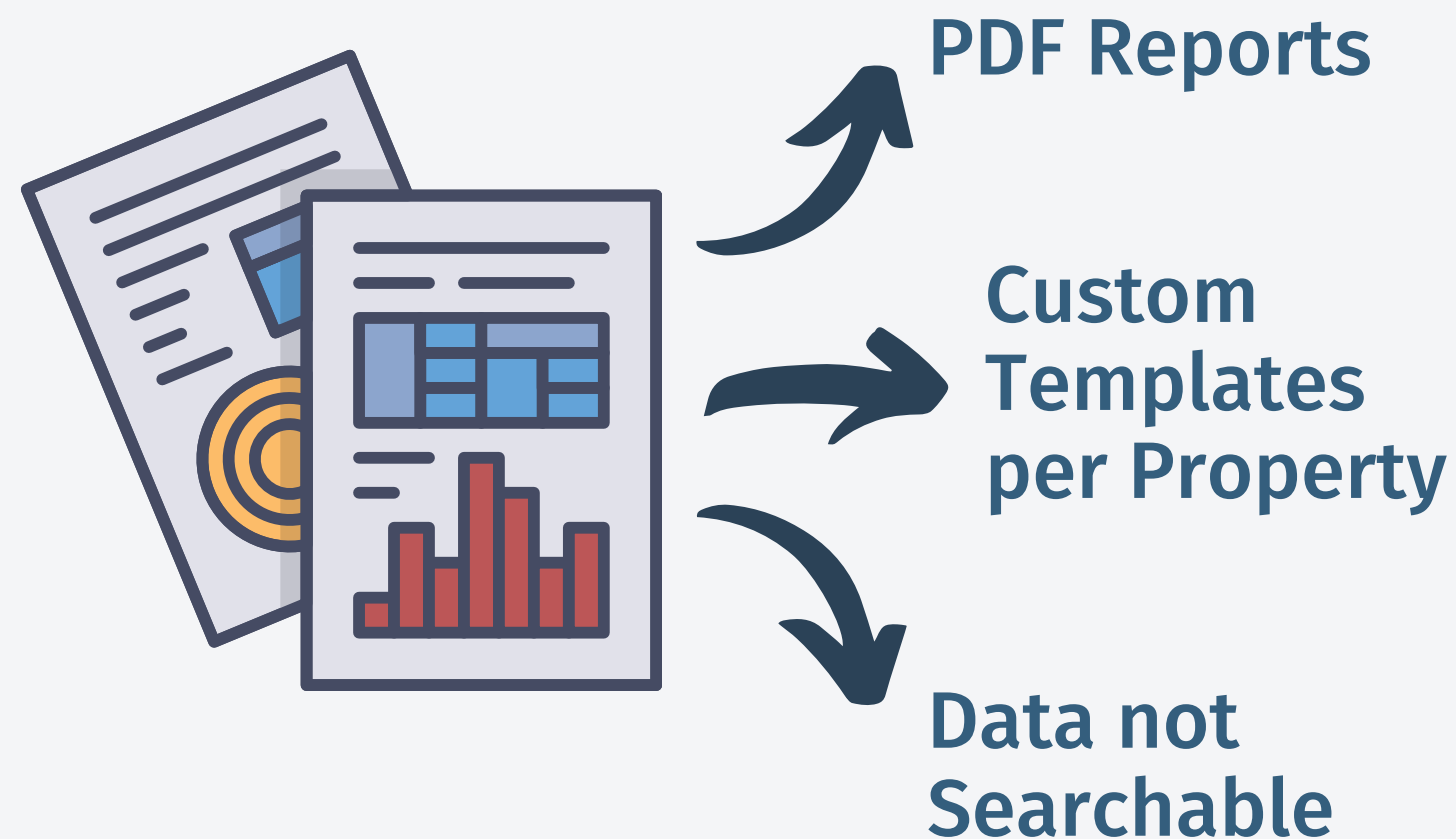 PDF Reports
Custom
Templates
per Property
Data not
Searchable